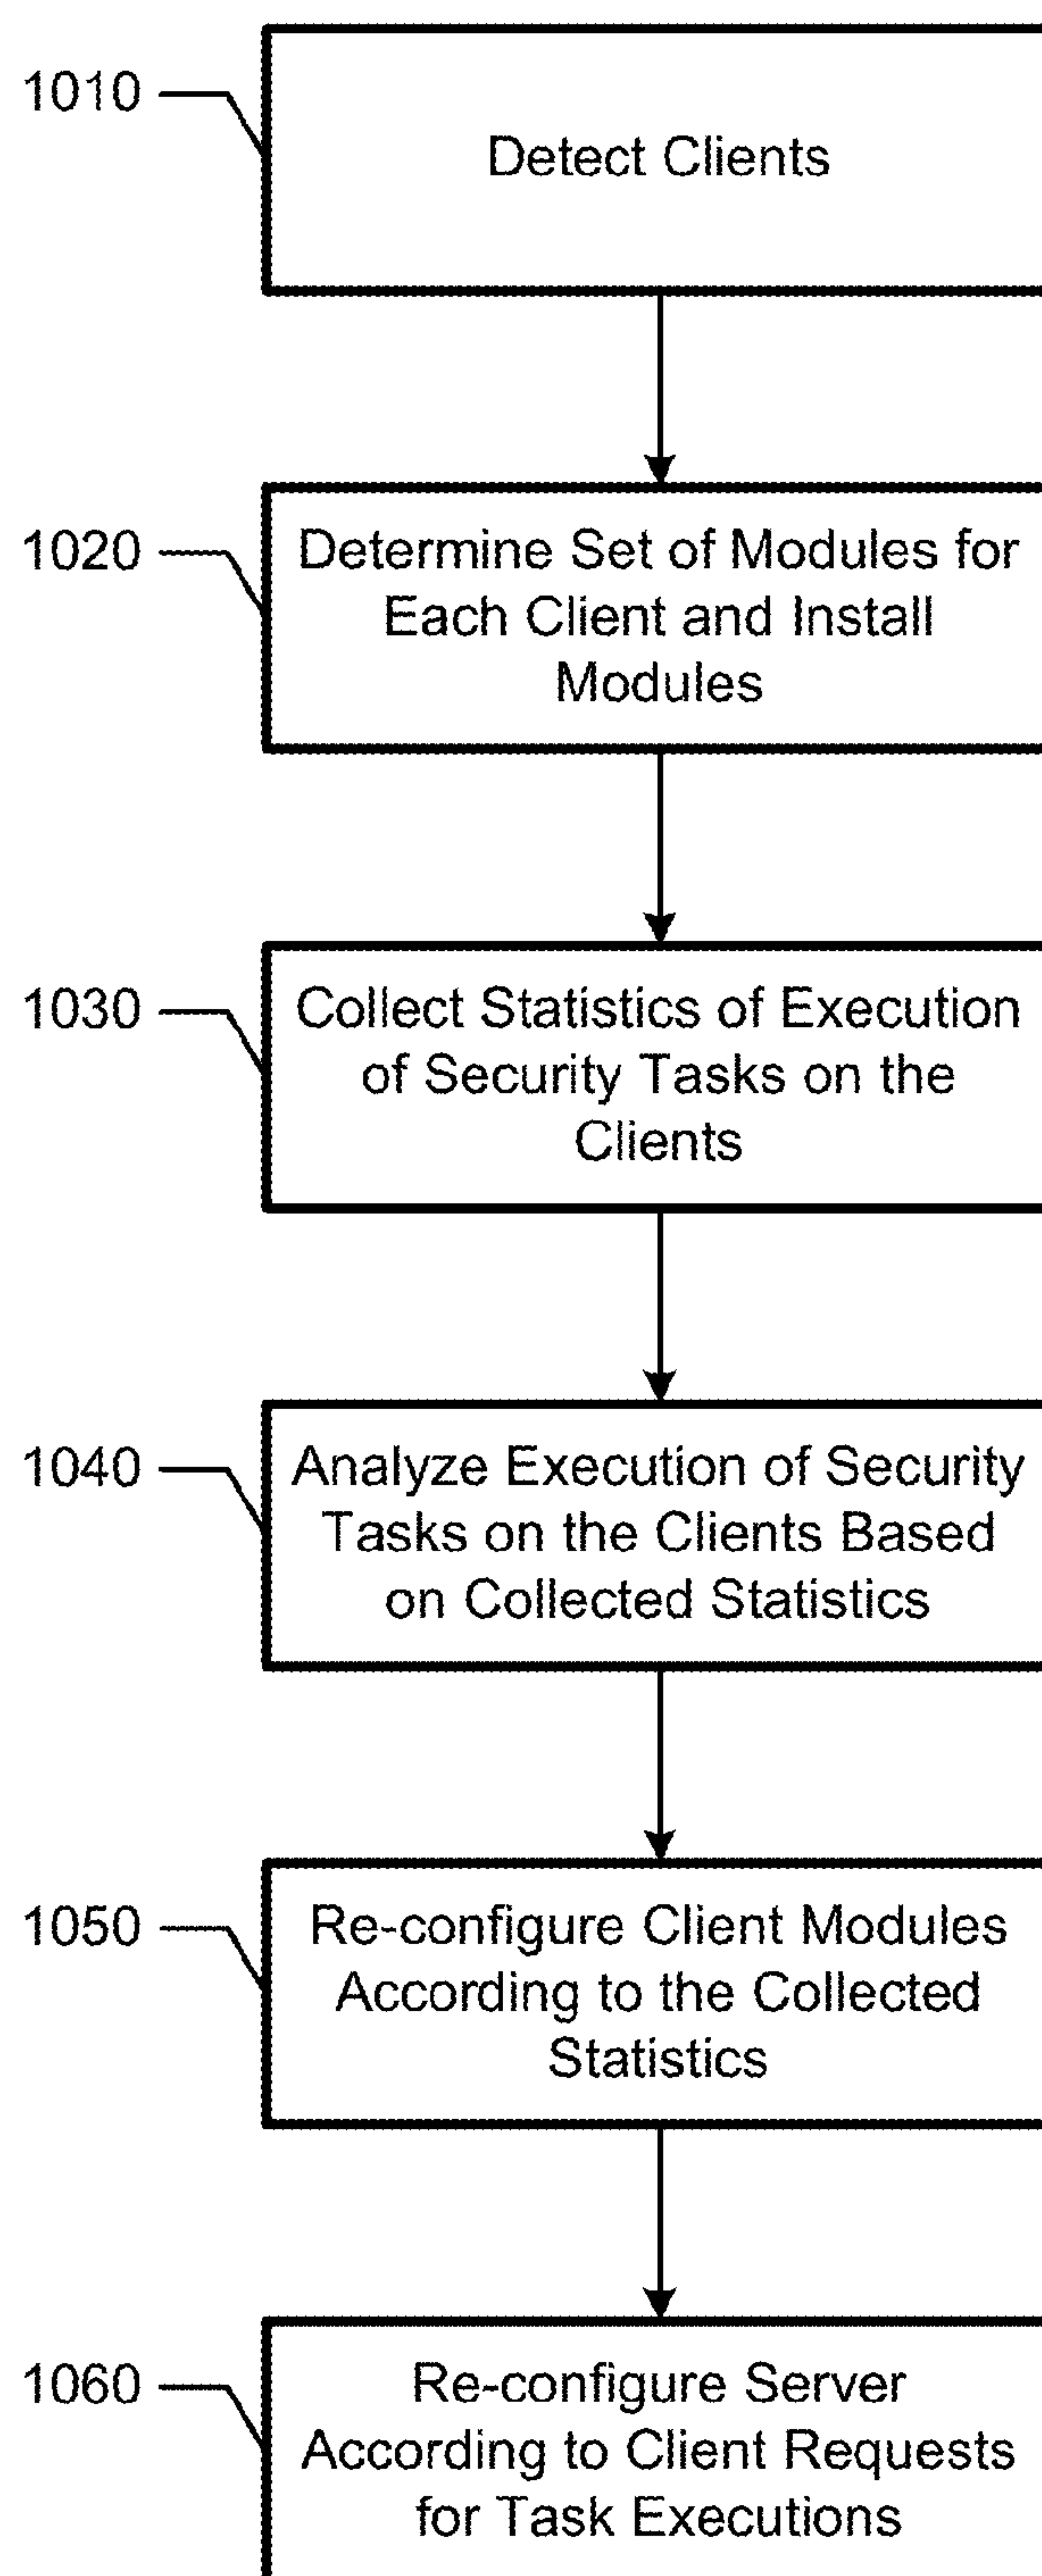 1010
Detect Clients
1020
Determine Set of Modules for
Each Client and Install
Modules
1030
Collect Statistics of Execution
of Security Tasks on the
Clients
1040
Analyze Execution of Security
Tasks on the Clients Based
on Collected Statistics
1050
Re-configure Client Modules
According to the Collected
Statistics
1060
Re-configure Server
According to Client Requests
for Task Executions